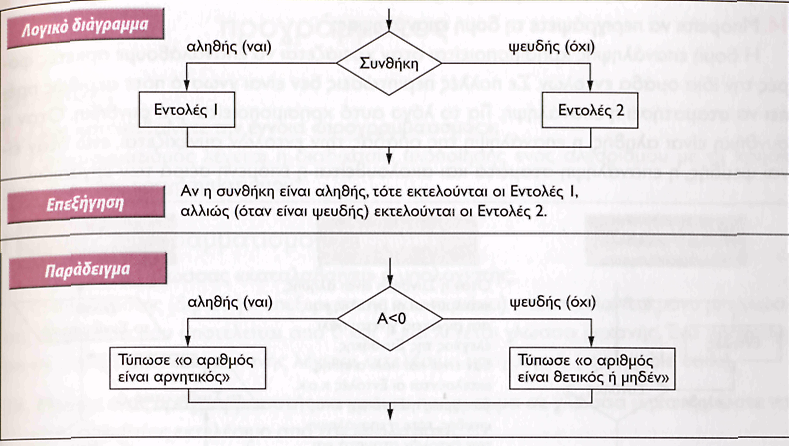 Λογικό διάγραμμα
αληθής (ναι)
Συνθήκη
ψευδής (όχι)
Εντολές 1
Εντολές 2
Επεξήγηση
Αν η συνθήκη είναι αληθής, τότε εκτελούνται οι Εντολές 1,
αλλιώς (όταν είναι ψευδής) εκτελούνται οι Εντολές 2.
Παράδειγμα
αληθής (ναι)
Α<0
ψευδής (όχι)
Τύπωσε «ο αριθμός
είναι αρνητικός»
Τύπωσε «ο αριθμός
είναι θετικός ή μηδέν»